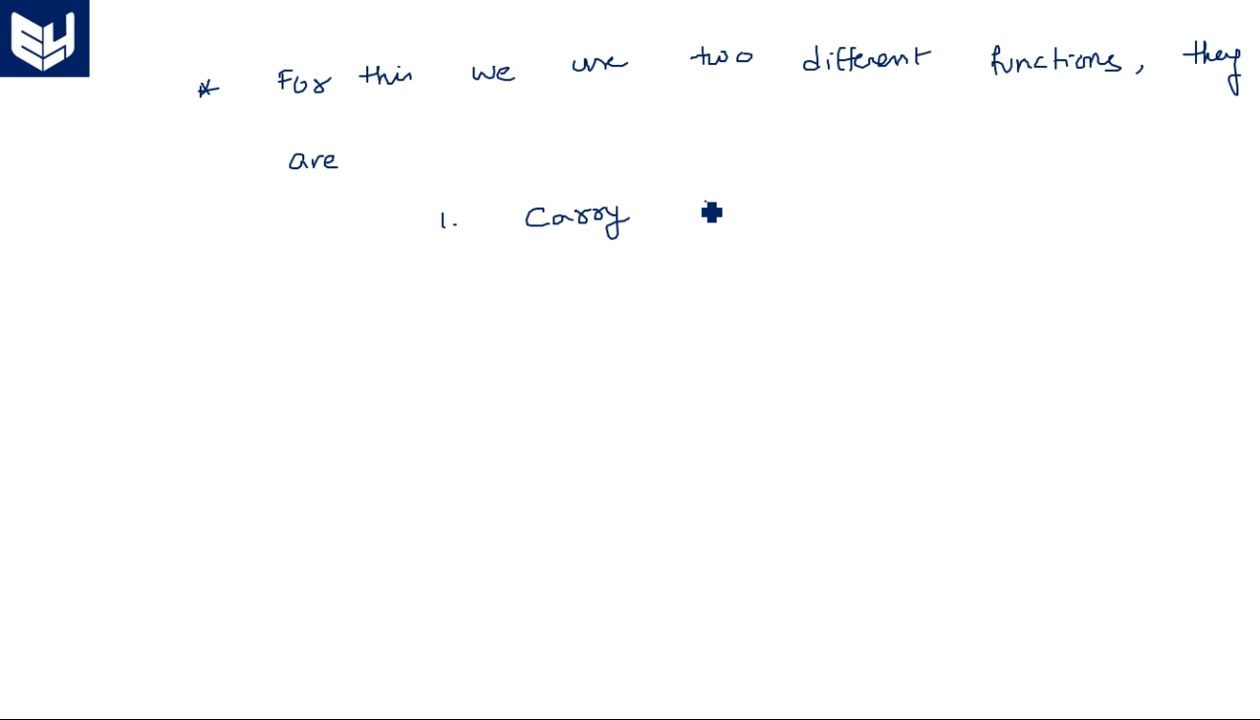 * For this we use two different functions, they
are
1. Carry